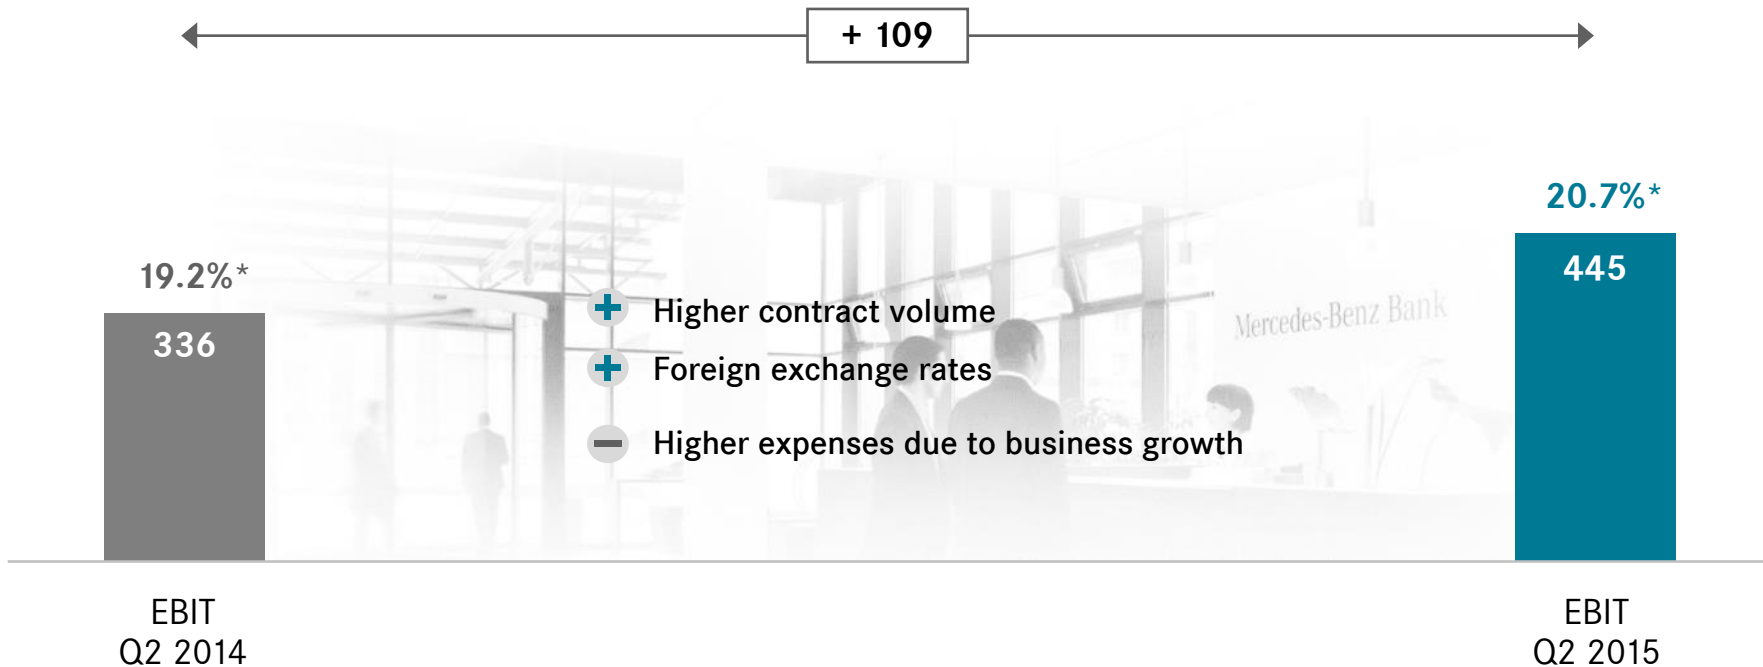 + 109
20.7%*
445
19.2%*
336
Mercedes-Benz Bank
+ Higher contract volume
+ Foreign exchange rates
– Higher expenses due to business growth
EBIT
Q2 2014
EBIT
Q2 2015